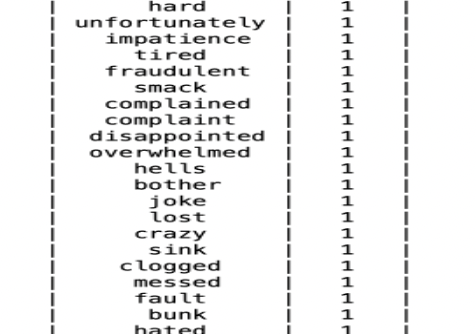 | hard | 1 |
| unfortunately | 1 |
| impatience | 1 |
| tired | 1 |
| fraudulent | 1 |
| smack | 1 |
| complained | 1 |
| complaint | 1 |
| disappointed | 1 |
| overwhelmed | 1 |
| hells | 1 |
| bother | 1 |
| joke | 1 |
| lost | 1 |
| crazy | 1 |
| sink | 1 |
| clogged | 1 |
| messed | 1 |
| fault | 1 |
| bunk | 1 |
| hated | 1 |